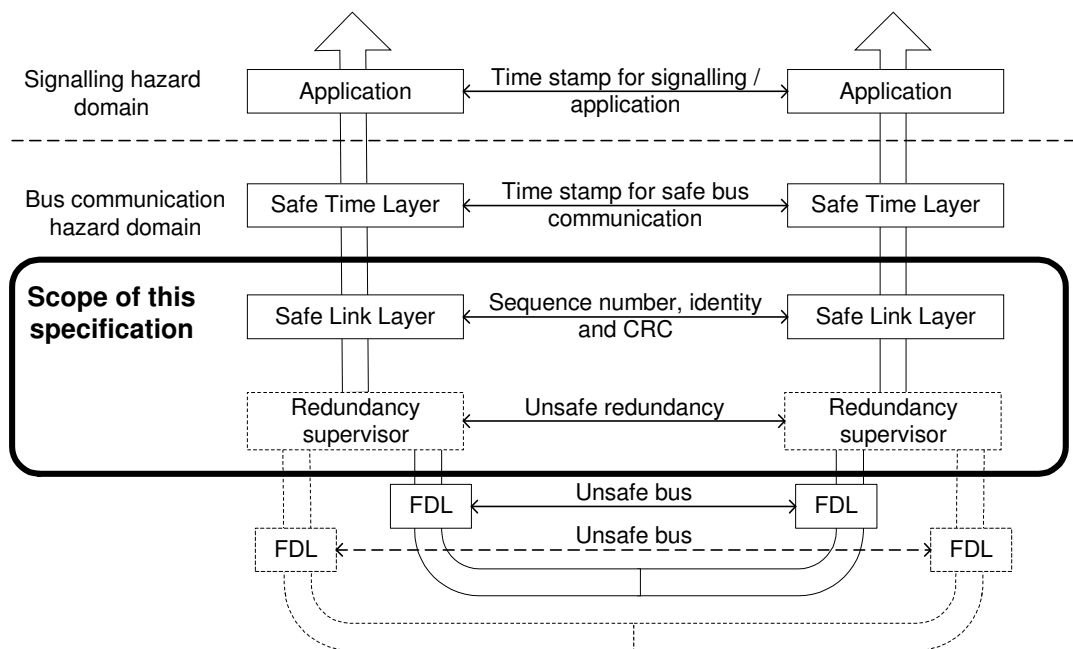 Signalling hazard
domain
Application
Time stamp for signalling /
application
Application
Bus communication
hazard domain
Safe Time Layer
Time stamp for safe bus
communication
Safe Time Layer
Scope of this
specification
Safe Link Layer
Sequence number, identity
and CRC
Safe Link Layer
Redundancy
supervisor
Unsafe redundancy
Redundancy
supervisor
FDL
Unsafe bus
FDL
FDL
Unsafe bus
FDL